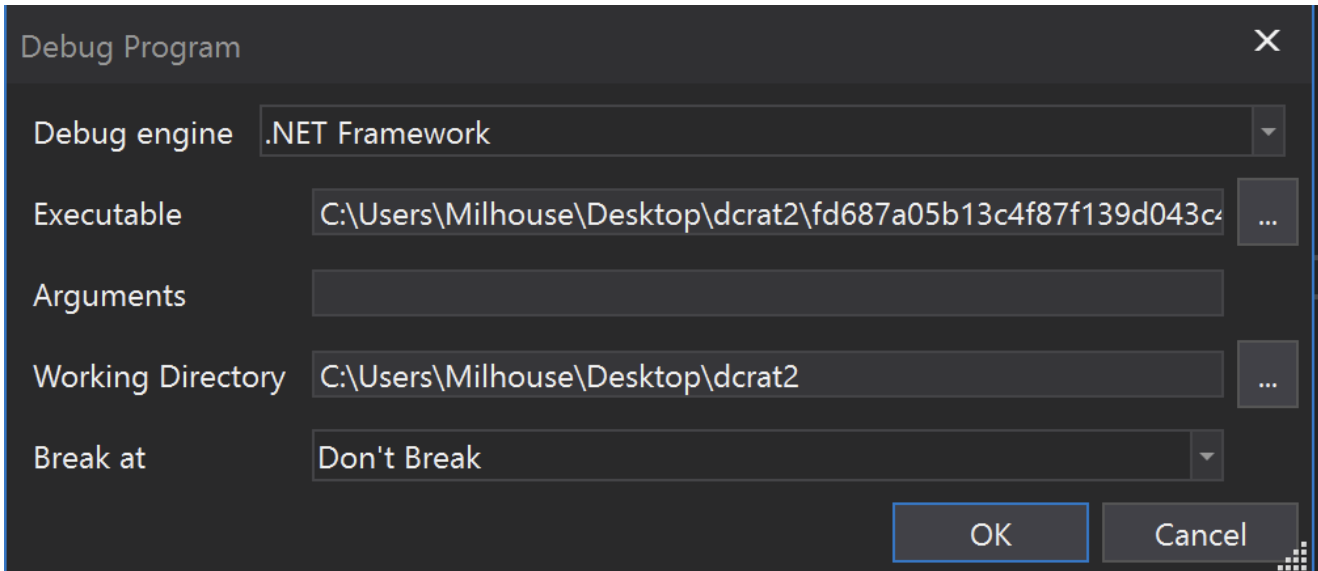 Debug Program
Debug engine .NET Framework
Executable C:\Users\Milhouse\Desktop\dcrat2\fd687a05b13c4f87f139d043c4 ...
Arguments
Working Directory C:\Users\Milhouse\Desktop\dcrat2 ...
Break at Don't Break
OK Cancel